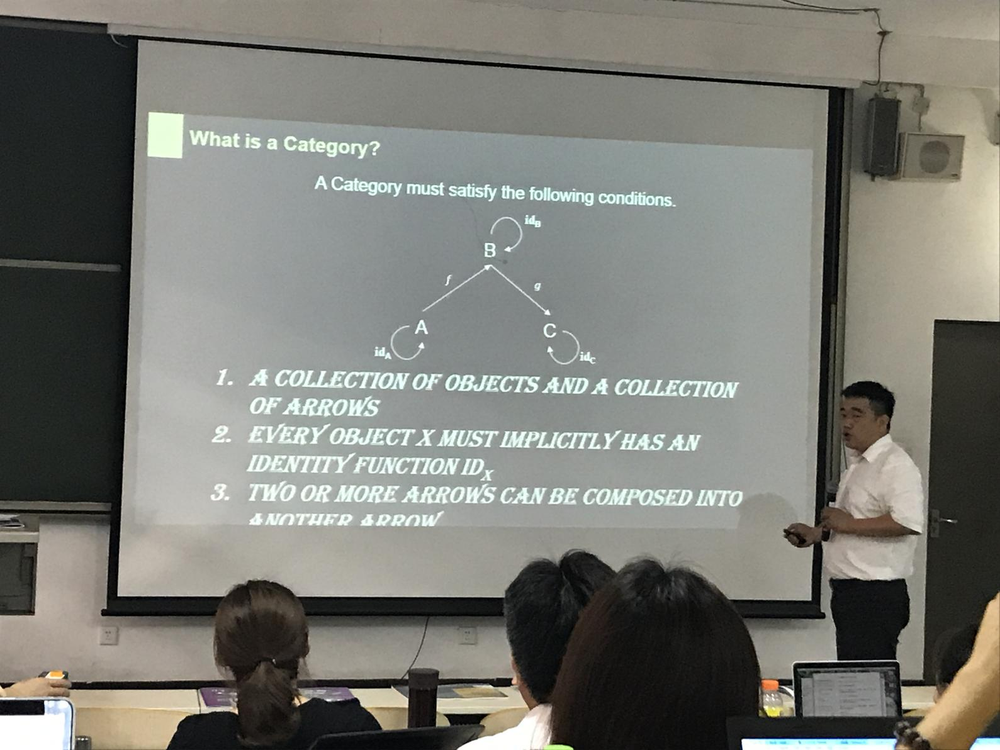 What is a Category?
A Category must satisfy the following conditions.
id_B
B
f
g
A
C
id_A
id_C
1. A COLLECTION OF OBJECTS AND A COLLECTION
OF ARROWS
2. EVERY OBJECT X MUST IMPLICITLY HAS AN
IDENTITY FUNCTION ID_X
3. TWO OR MORE ARROWS CAN BE COMPOSED INTO
ANOTHER ARROW